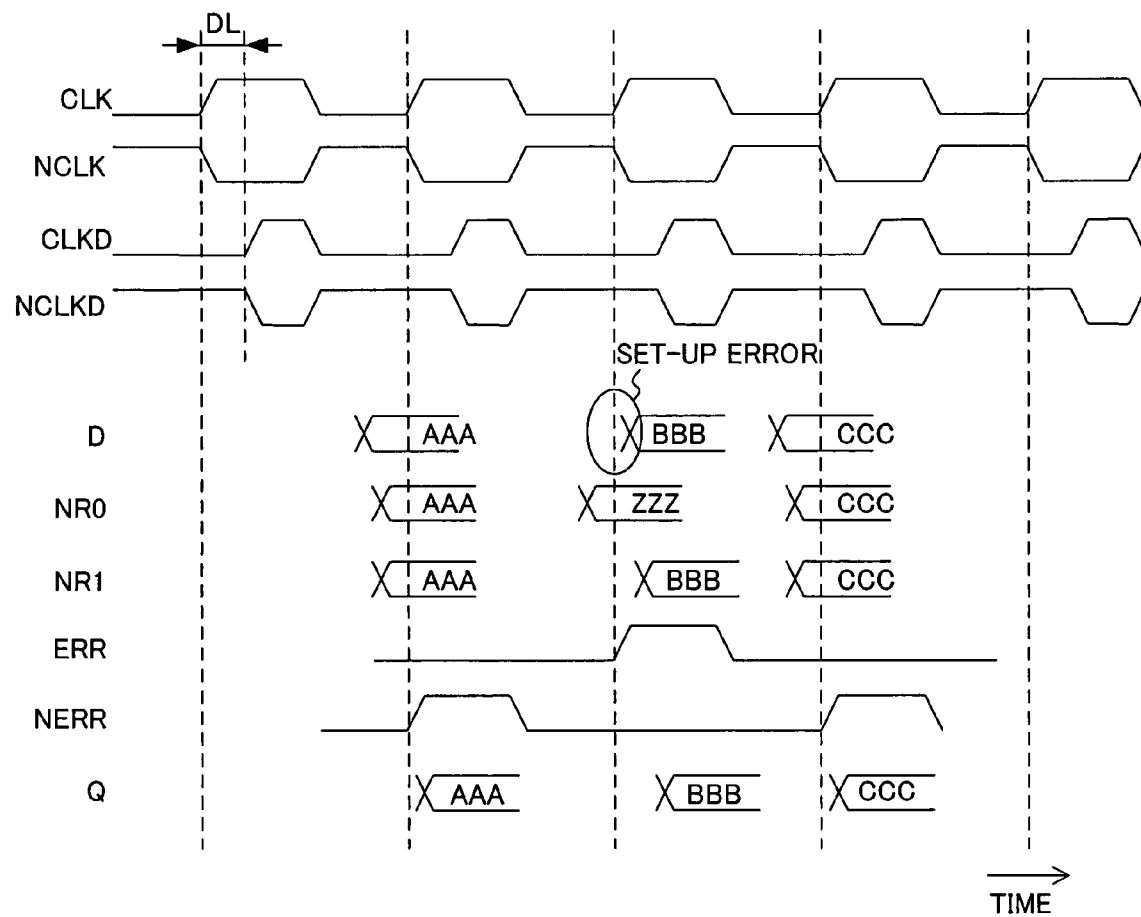 DL
CLK
NCLK
CLKD
NCLKD
SET-UP ERROR
D AAA BBB CCC
NR0 AAA ZZZ CCC
NR1 AAA BBB CCC
ERR
NERR
Q AAA BBB CCC
TIME